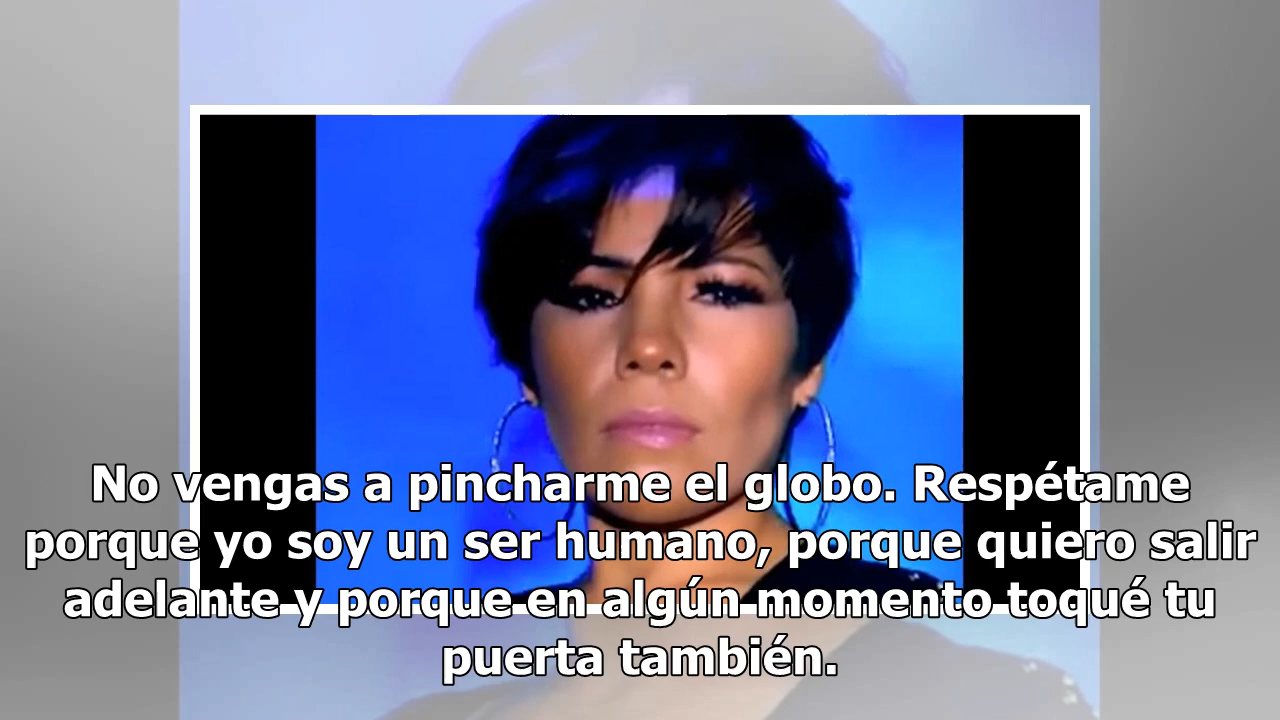 No vengas a pincharme el globo. Respétame
porque yo soy un ser humano, porque quiero salir
adelante y porque en algún momento toqué tu
puerta también.